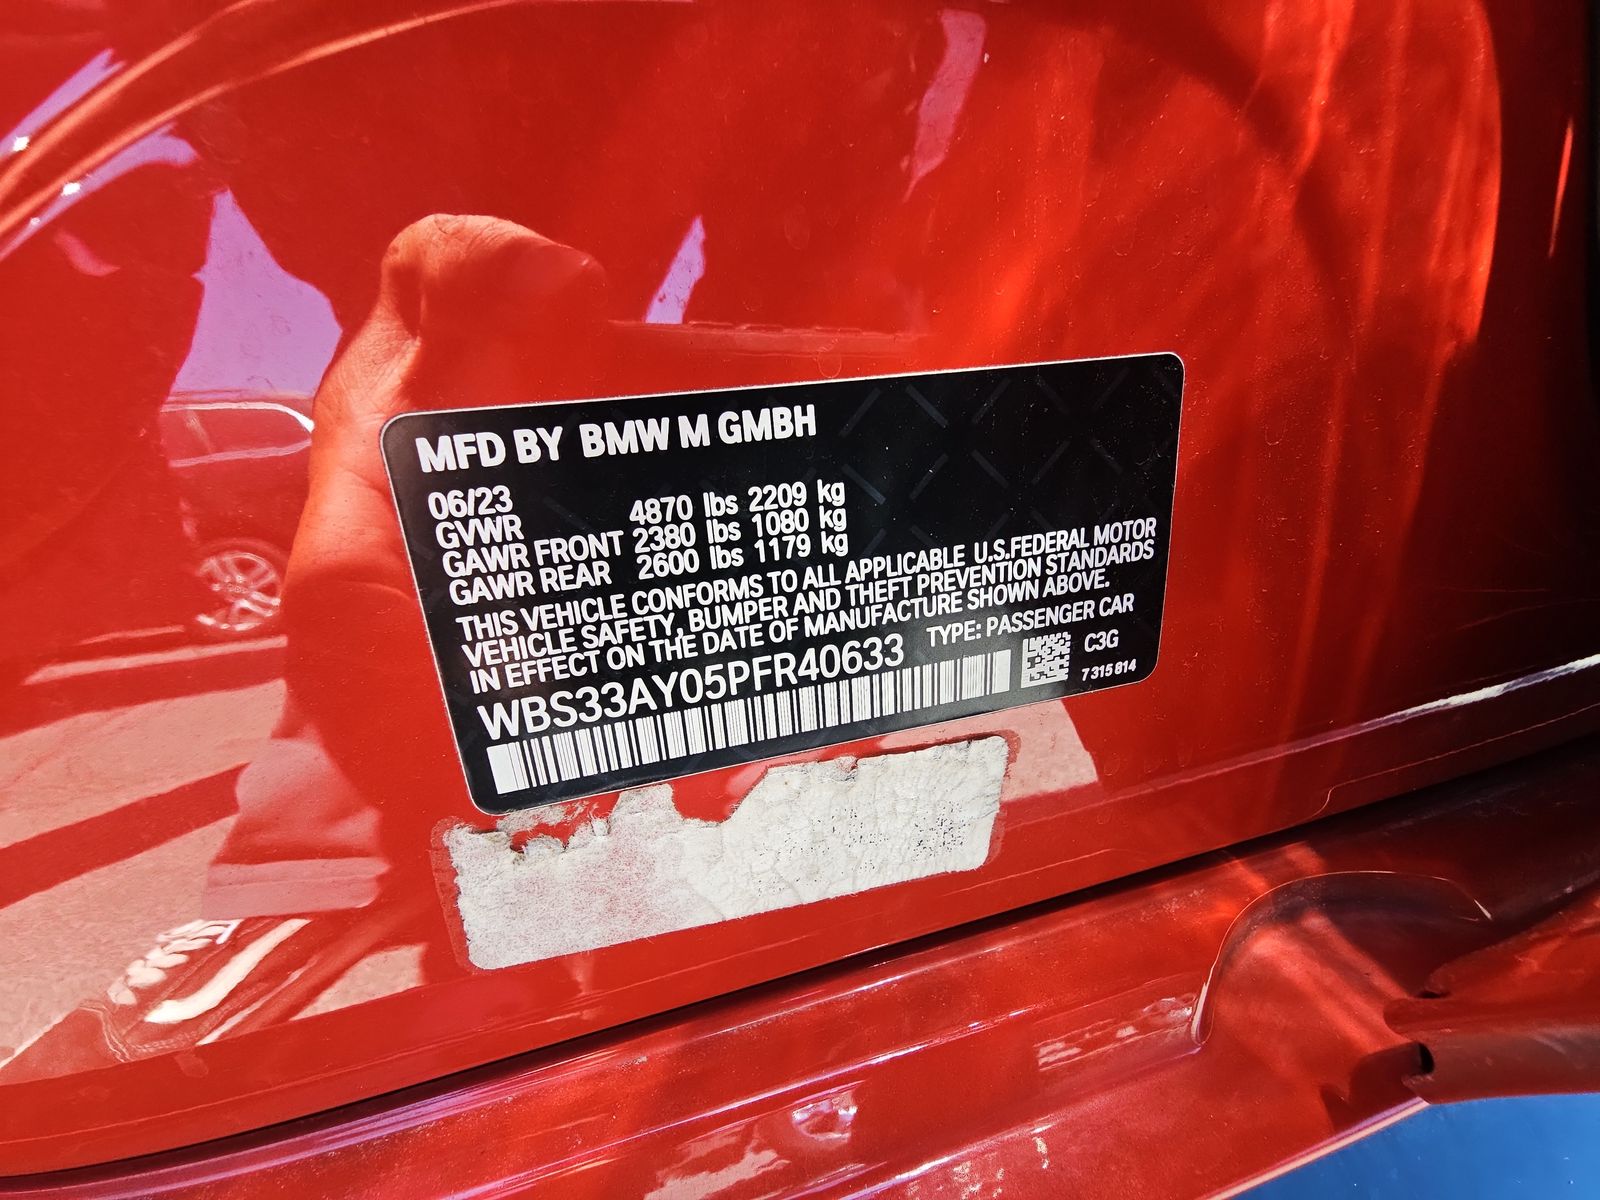 MFD BY BMW M GMBH
06/23
GVWR 4870 lbs 2209 kg
GAWR FRONT 2380 lbs 1080 kg
GAWR REAR 2600 lbs 1179 kg
THIS VEHICLE CONFORMS TO ALL APPLICABLE U.S.FEDERAL MOTOR
VEHICLE SAFETY, BUMPER AND THEFT PREVENTION STANDARDS
IN EFFECT ON THE DATE OF MANUFACTURE SHOWN ABOVE.
WBS33AY05PFR40633 TYPE: PASSENGER CAR
C3G
7 315 814